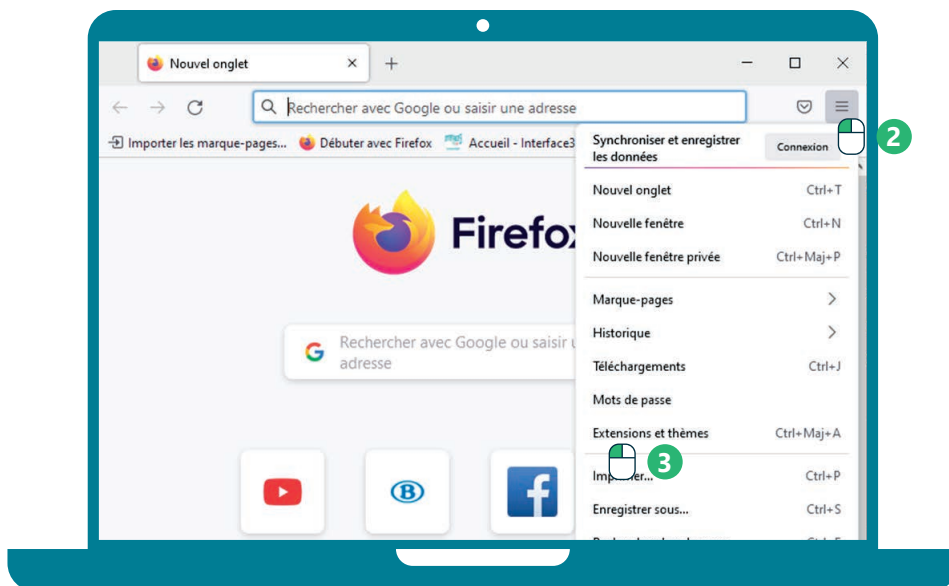 Nouvel onglet
Rechercher avec Google ou saisir une adresse
Importer les marque-pages... Débuter avec Firefox Accueil - Interface3
2
Synchroniser et enregistrer
les données
Connexion
Nouvel onglet Ctrl+T
Nouvelle fenêtre Ctrl+N
Nouvelle fenêtre privée Ctrl+Maj+P
Marque-pages
Historique
Téléchargements Ctrl+J
Mots de passe
Extensions et thèmes Ctrl+Maj+A
3
Imprimer... Ctrl+P
Enregistrer sous... Ctrl+S
Firefox
G
Rechercher avec Google ou saisir u
adresse
B
f